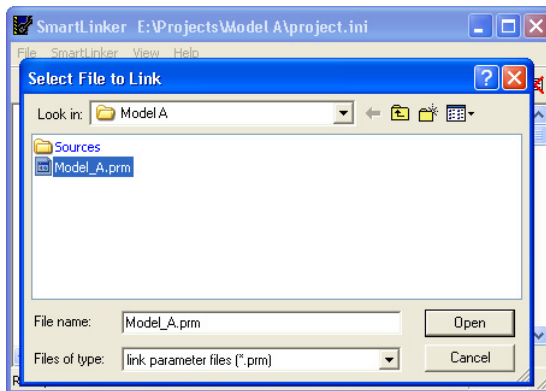 SmartLinker E:\Projects\Model A\project.ini
File SmartLinker View Help
Select File to Link
Look in: Model A
Sources
Model_A.prm
File name: Model_A.prm
Open
Files of type: link parameter files (*.prm)
Cancel